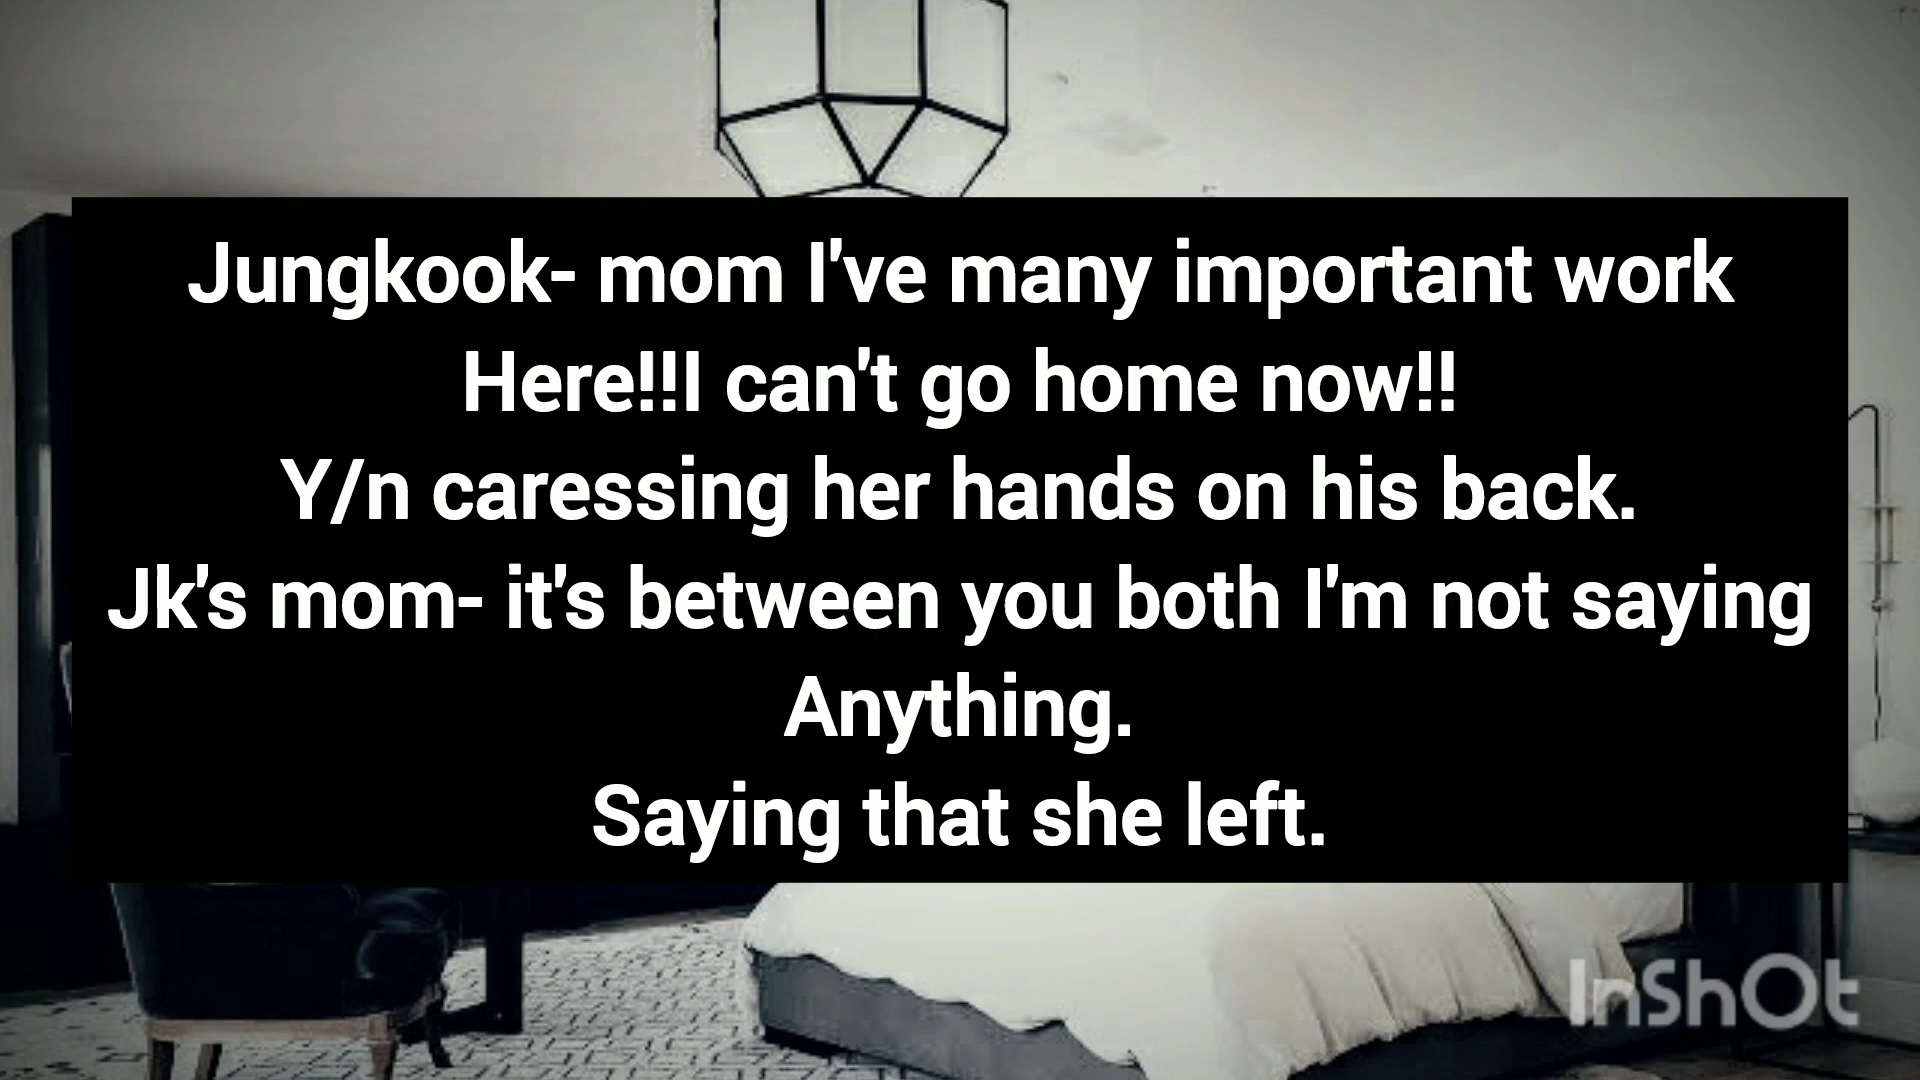 Jungkook- mom I've many important work
Here!!!I can't go home now!!
Y/n caressing her hands on his back.
Jk's mom- it's between you both I'm not saying
Anything.
Saying that she left.
InShOt